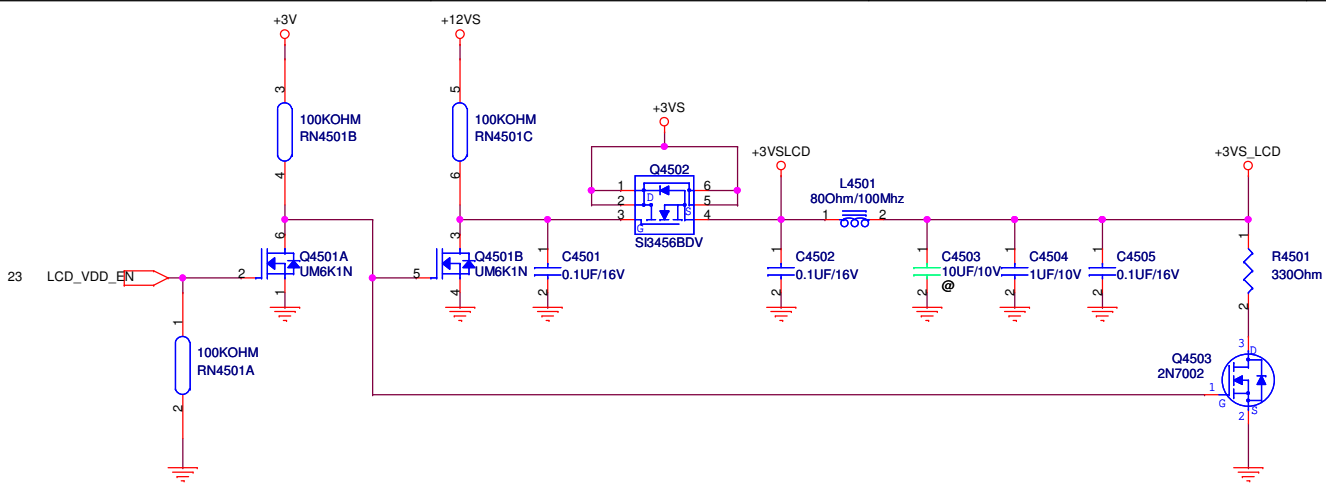 +3V
+12VS
3
100KOHM
RN4501B
4
5
100KOHM
RN4501C
6
+3VS
Q4502
1
2
3
6
5
4
D
S
G
SI3456BDV
+3VSLCD
L4501
80Ohm/100Mhz
1
2
+3VS_LCD
23 LCD_VDD_EN
2
6
Q4501A
UM6K1N
1
5
3
Q4501B
UM6K1N
4
1
C4501
0.1UF/16V
2
1
C4502
0.1UF/16V
2
1
C4503
10UF/10V
@
2
1
C4504
1UF/10V
2
1
C4505
0.1UF/16V
2
1
R4501
330Ohm
2
1
100KOHM
RN4501A
2
Q4503
2N7002
3
D
1
G
2
S